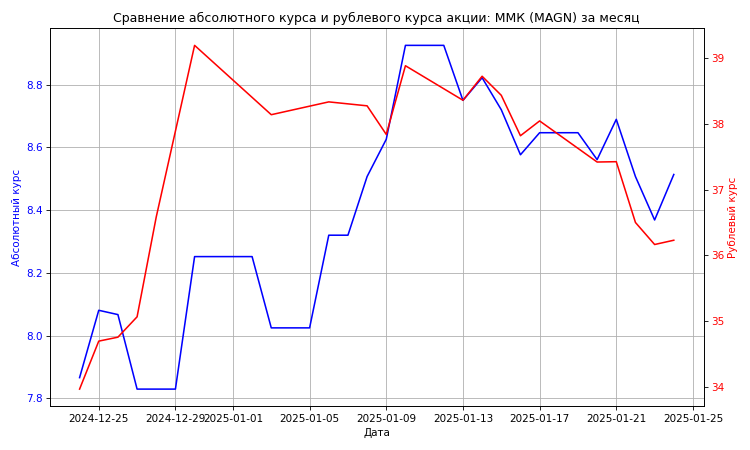 Сравнение абсолютного курса и рублевого курса акции: ММК (MAGN) за месяц
8.8
8.6
8.4
8.2
8.0
7.8
Абсолютный курс
39
38
37
36
35
34
Рублевый курс
2024-12-25 2024-12-29 2025-01-01 2025-01-05 2025-01-09 2025-01-13 2025-01-17 2025-01-21 2025-01-25
Дата